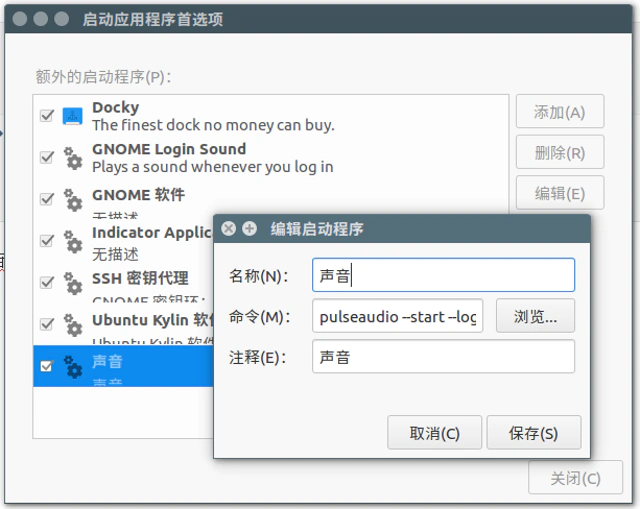 启动应用程序首选项
额外的启动程序(P):
Docky
The finest dock no money can buy.
添加(A)
GNOME Login Sound
Plays a sound whenever you log in
删除(R)
GNOME 软件
无描述
编辑(E)
Indicator Applic
无描述
SSH 密钥代理
GNOME 密钥环：
Ubuntu Kylin 软件
Ubuntu Kylin 软件
声音
声音
编辑启动程序
名称(N):
声音
命令(M):
pulseaudio --start --log
浏览...
注释(E):
声音
取消(C)
保存(S)
关闭(C)